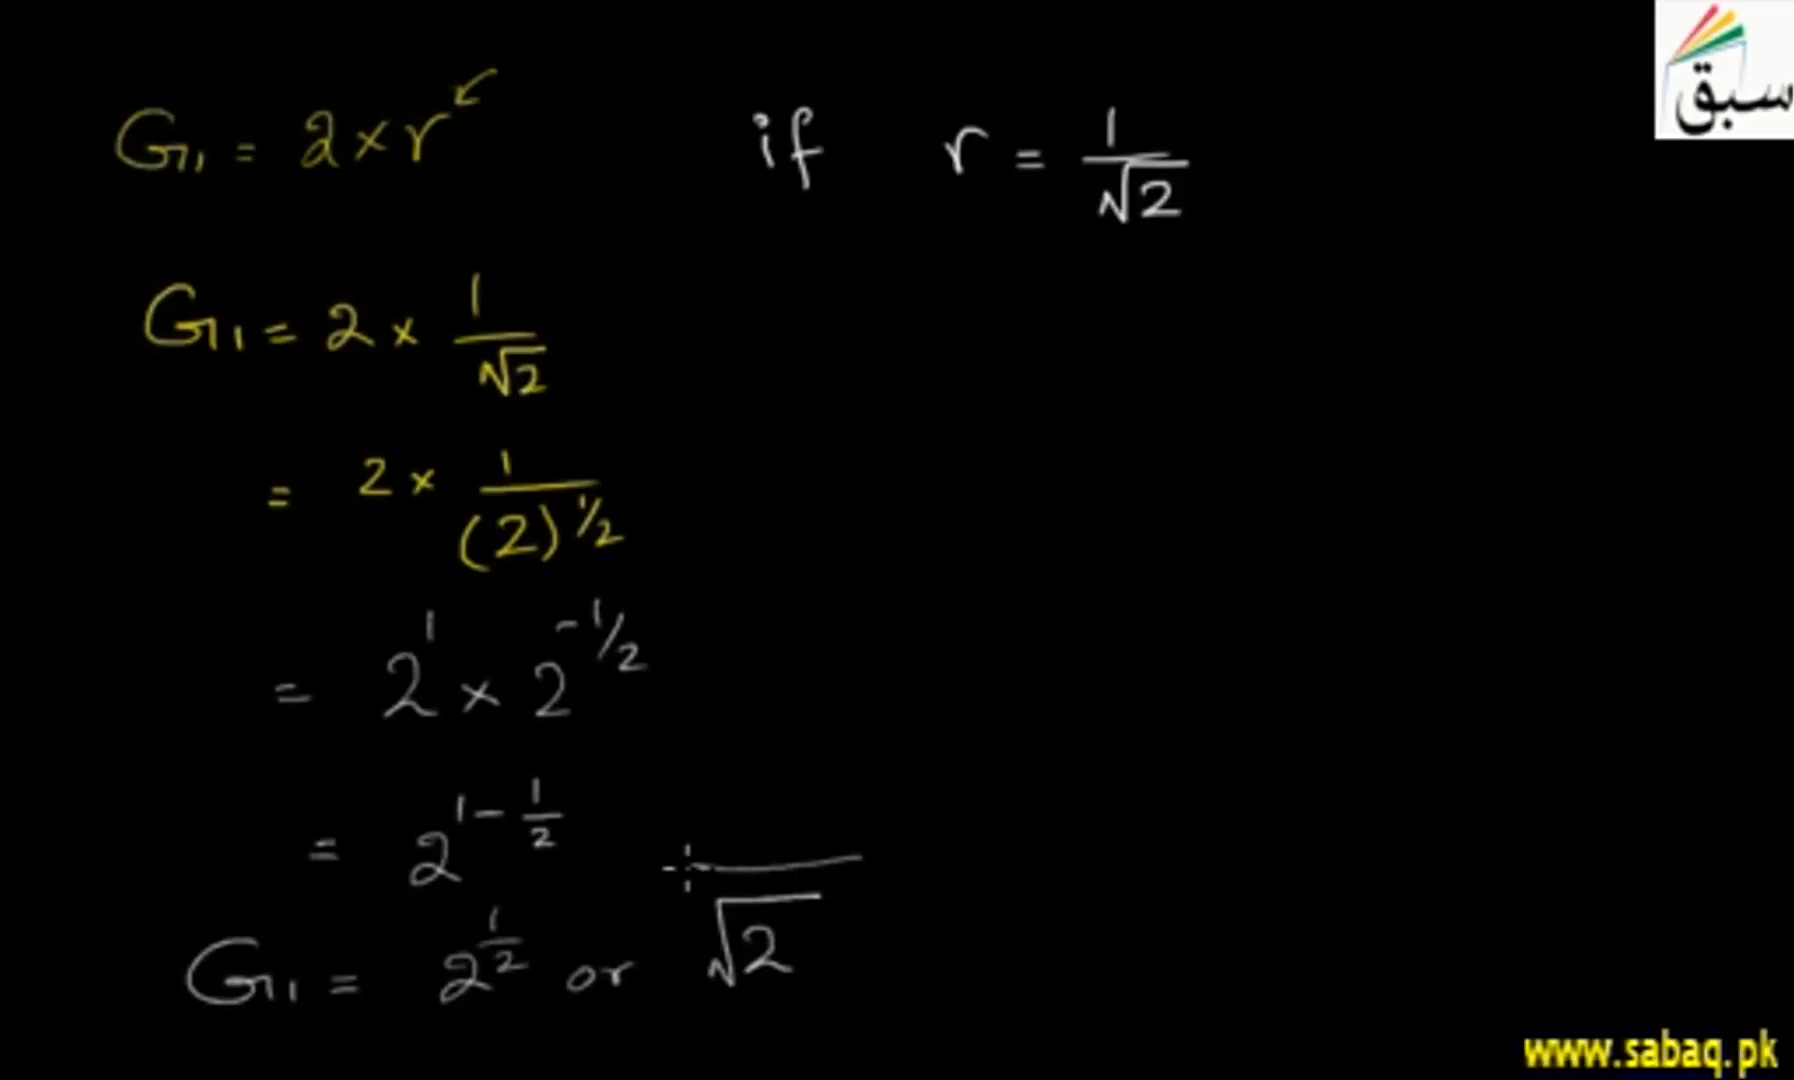 G₁ = 2 × r if r = 1/√2
سبق
G₁ = 2 × 1/√2
= 2 × 1/(2)^½
= 2¹ × 2^-½
= 2^(1 - 1/2)
G₁ = 2^(1/2) or √2
www.sabaq.pk